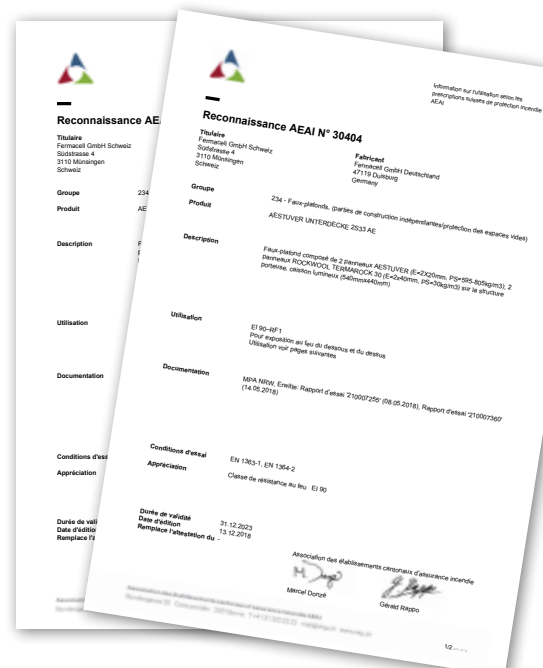 Reconnaissance AE
Titulaire
Fermacell GmbH Schweiz
Südstrasse 4
3110 Münsingen
Schweiz
Groupe 234
Produit AE
Description
Utilisation
Documentation
Conditions d'ess
Appréciation
Durée de vali
Date d'éditio
Remplace l'a
Information sur l'utilisation selon les
prescriptions suisses de protection incendie
AEAI
Reconnaissance AEAI N° 30404
Titulaire
Fermacell GmbH Schweiz
Südstrasse 4
3110 Münsingen
Schweiz
Fabricant
Fermacell GmbH Deutschland
47119 Duisburg
Germany
Groupe
234 - Faux-plafonds, (parties de construction indépendantes/protection des espaces vides)
Produit
AESTUVER UNTERDECKE 2S33 AE
Description
Faux-plafond composé de 2 panneaux AESTUVER (E=2X20mm, PS=595-805kg/m3), 2
panneaux ROCKWOOL TERMAROCK 30 (E=2x40mm, PS=30kg/m3) sur la structure
porteuse, caisson lumineux (540mmx440mm)
Utilisation
EI 90-RF1
Pour exposition au feu du dessous et du dessus
Utilisation voir pages suivantes
Documentation
MPA NRW, Erwitte: Rapport d'essai '210007256' (08.05.2018), Rapport d'essai '210007360'
(14.05.2018)
Conditions d'essai
EN 1363-1, EN 1364-2
Appréciation
Classe de résistance au feu EI 90
Durée de validité 31.12.2023
Date d'édition 13.12.2018
Remplace l'attestation du -
Association des établissements cantonaux d'assurance incendie
Marcel Donzé
Gérald Rappo
1/2